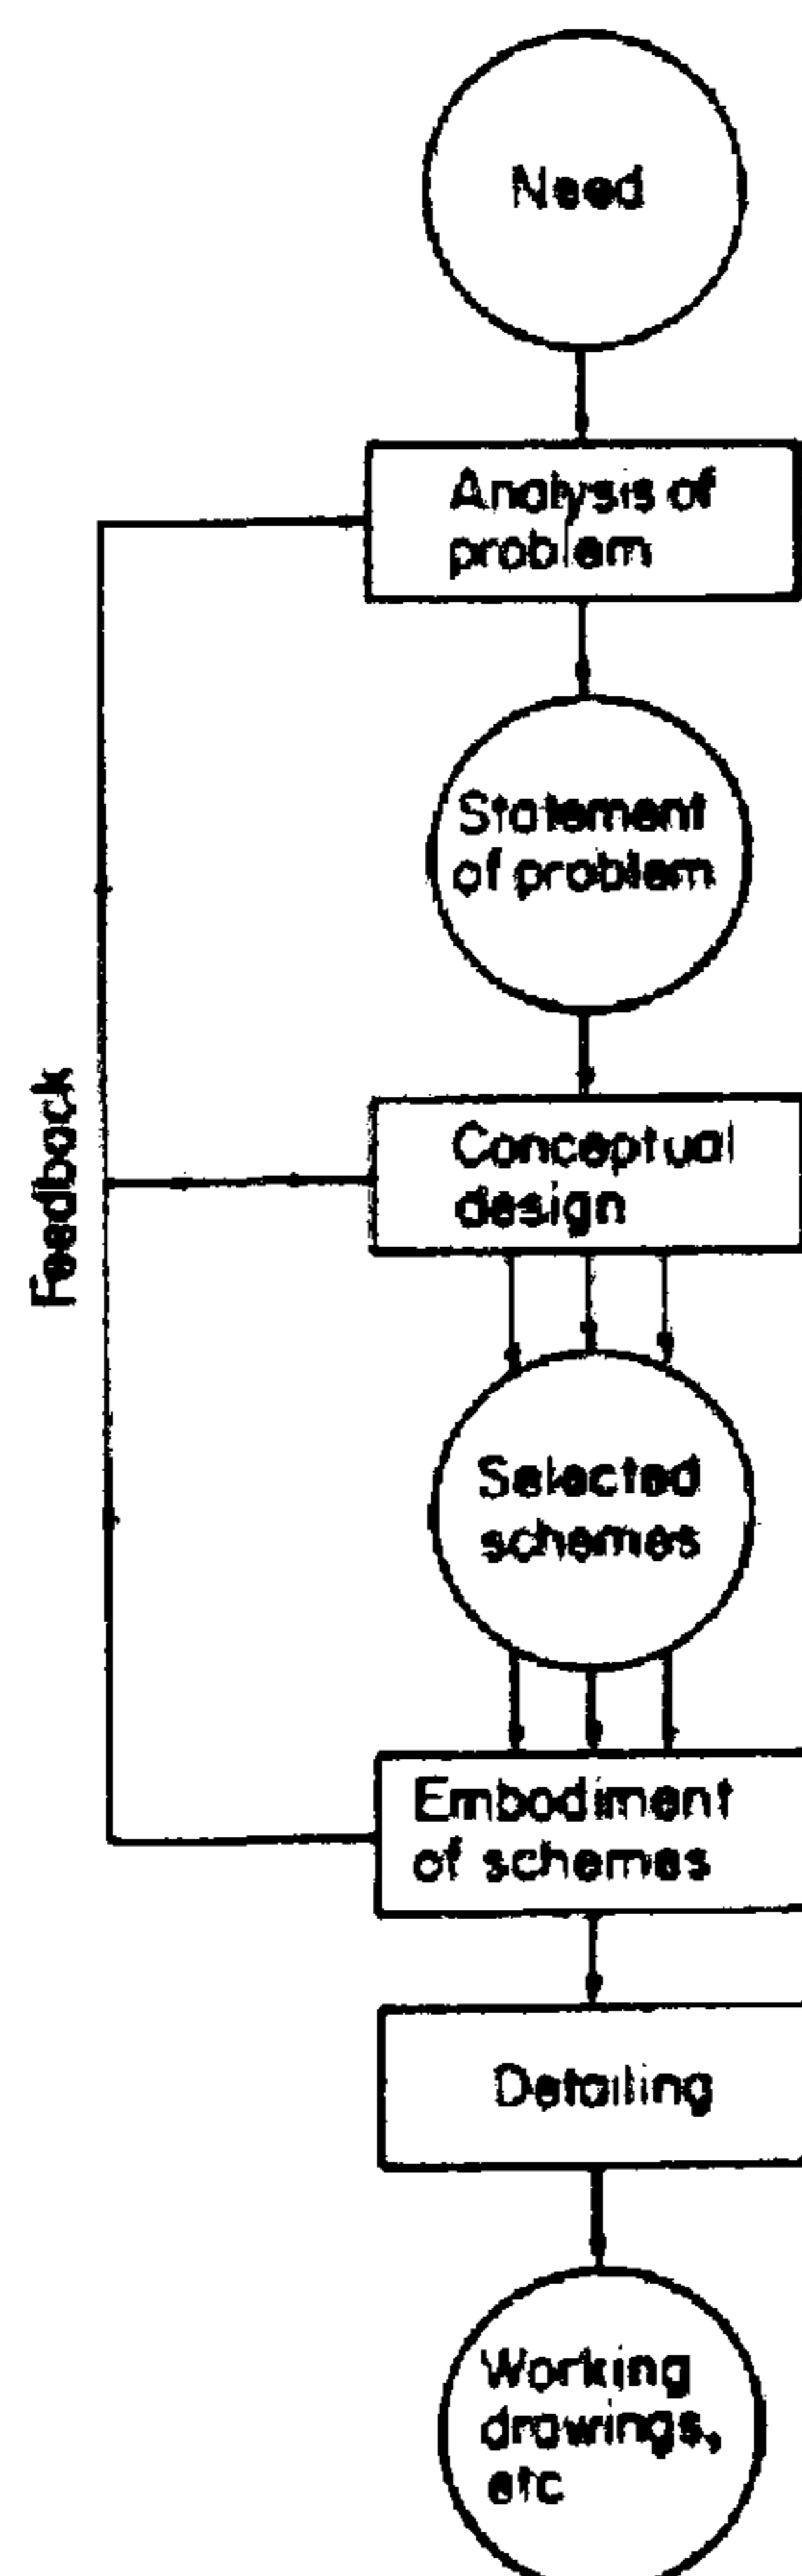 Need
Analysis of
problem
Statement
of problem
Feedback
Conceptual
design
Selected
schemes
Embodiment
of schemes
Detailing
Working
drawings,
etc